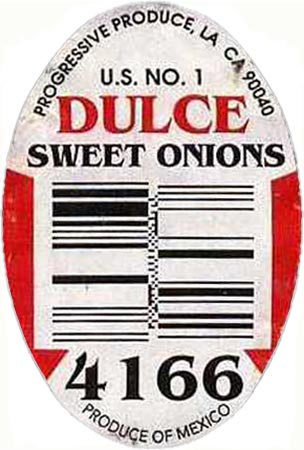 PROGRESSIVE PRODUCE, LA CA 90040
U.S. NO. 1
DULCE
SWEET ONIONS
4166
PRODUCE OF MEXICO